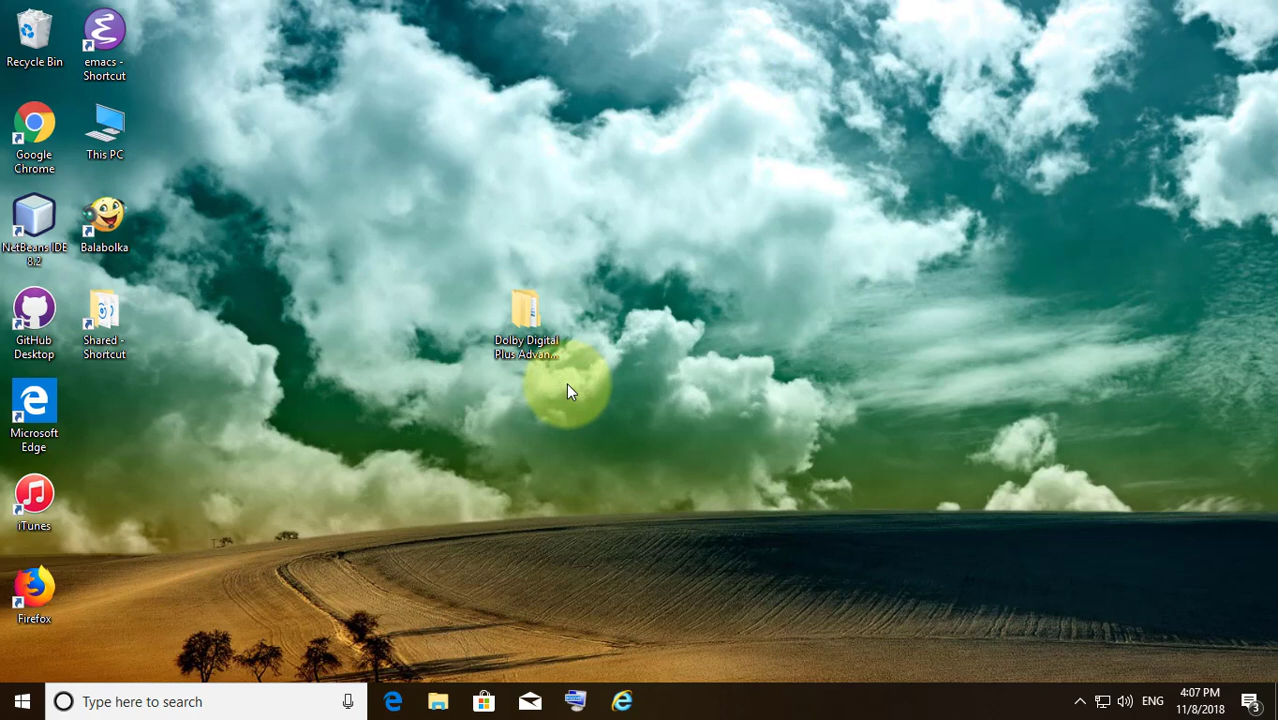 Recycle Bin
emacs -
Shortcut
Google
Chrome
This PC
NetBeans IDE
8.2
Balabolka
GitHub
Desktop
Shared -
Shortcut
Dolby Digital
Plus Advan...
Microsoft
Edge
iTunes
Firefox
Type here to search
ENG
4:07 PM
11/8/2018
3